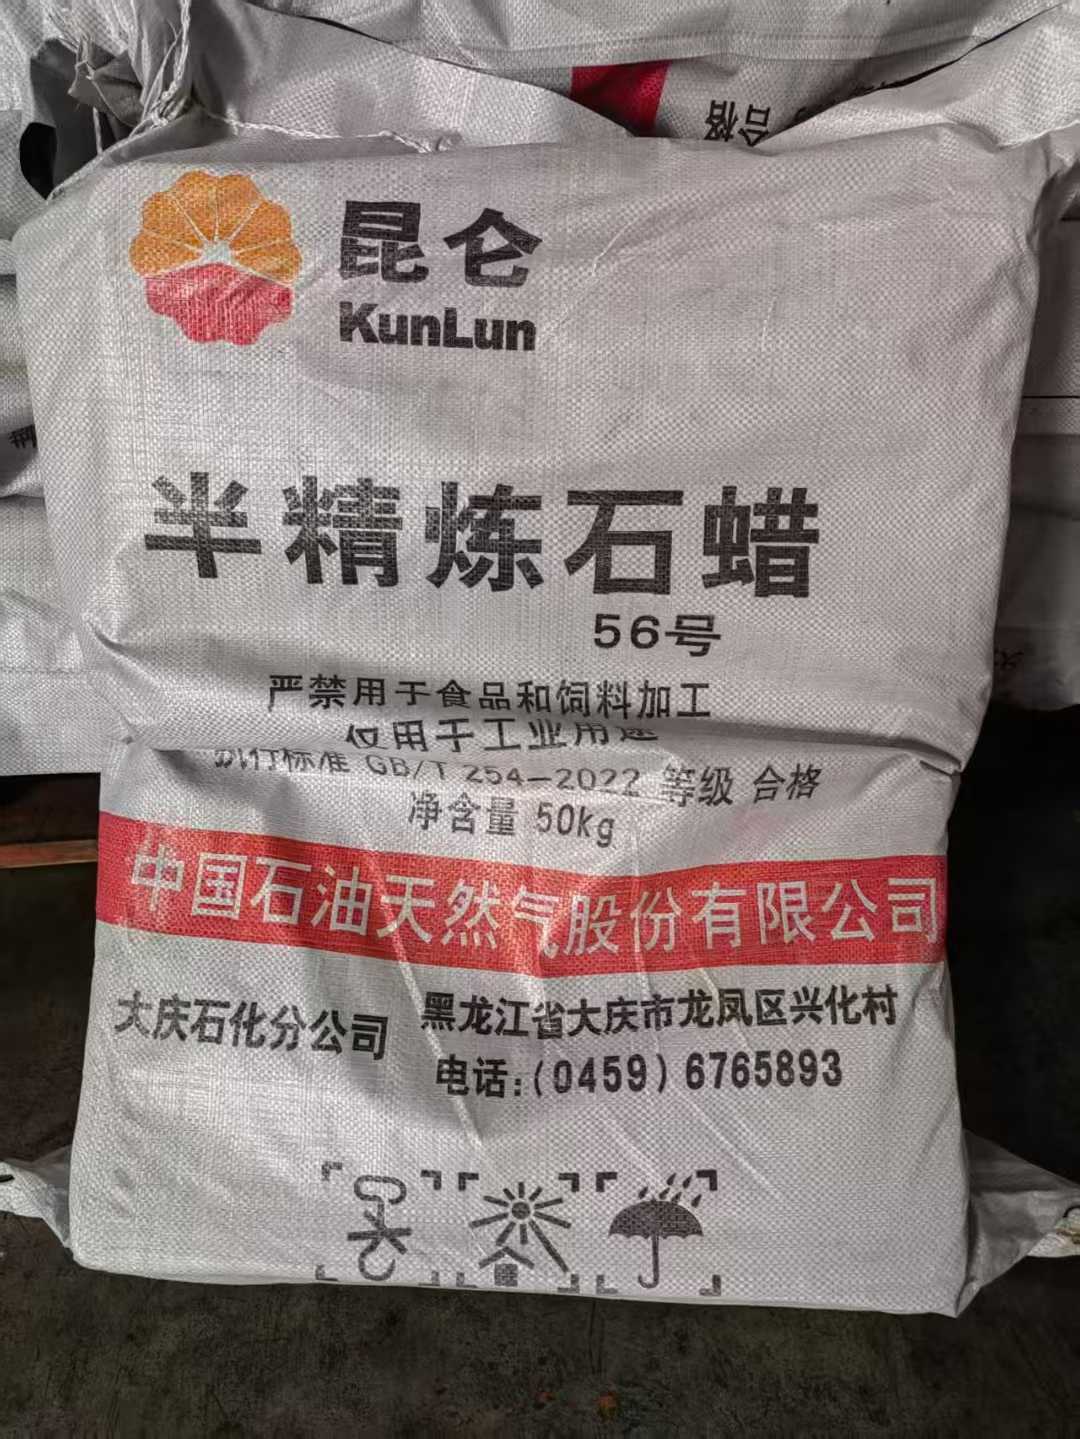 合格
昆仑
KunLun
半精炼石蜡
56号
严禁用于食品和饲料加工
仅用于工业用途
执行标准 GB/T 254-2022 等级 合格
净含量 50kg
中国石油天然气股份有限公司
大庆石化分公司
黑龙江省大庆市龙凤区兴化村
电话:(0459)6765893